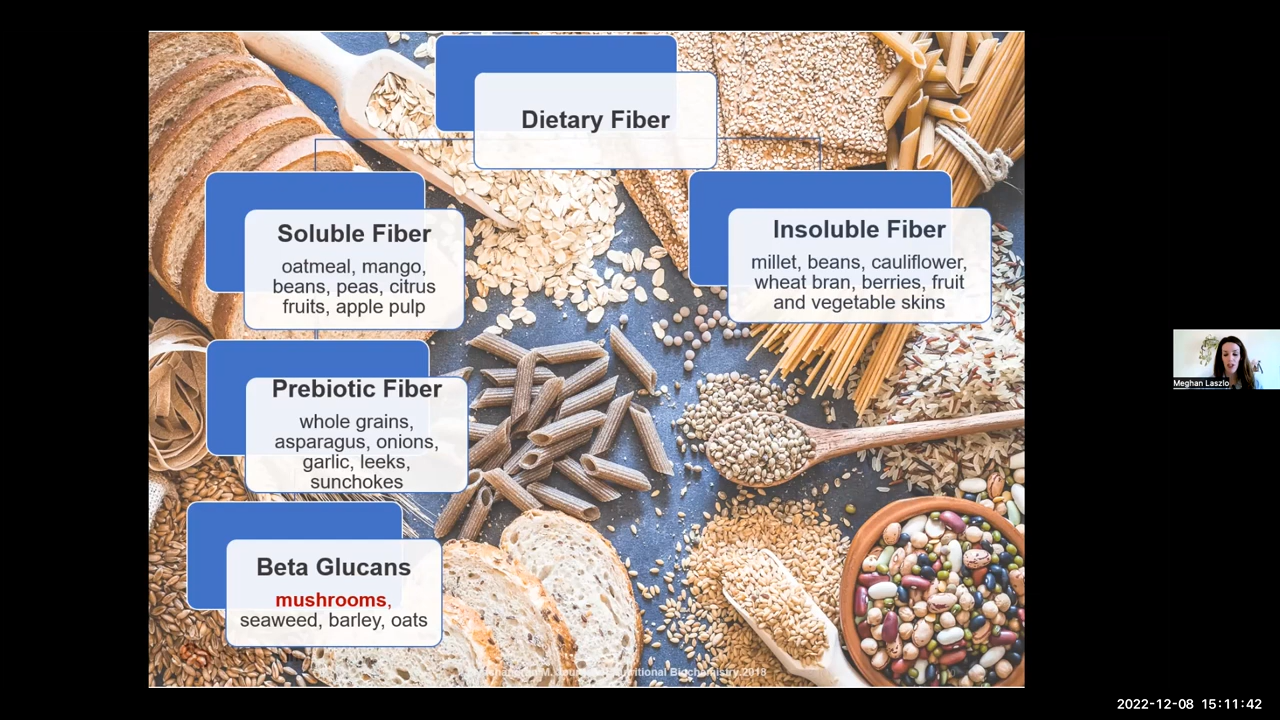 Dietary Fiber
Soluble Fiber
oatmeal, mango,
beans, peas, citrus
fruits, apple pulp
Insoluble Fiber
millet, beans, cauliflower,
wheat bran, berries, fruit
and vegetable skins
Prebiotic Fiber
whole grains,
asparagus, onions,
garlic, leeks,
sunchokes
Beta Glucans
mushrooms,
seaweed, barley, oats
M. Nutritional Biochemistry 2018
Meghan Laszlo
2022-12-08 15:11:42